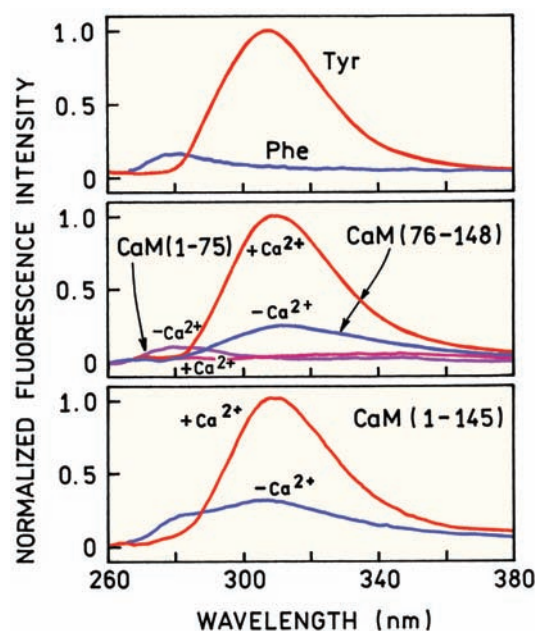 NORMALIZED FLUORESCENCE INTENSITY
1.0
0.5
0
Tyr
Phe
1.0
0.5
0
CaM(1-75)
CaM(76-148)
+Ca2+
-Ca2+
-Ca2+
+Ca2+
1.0
0.5
0
CaM(1-145)
+Ca2+
-Ca2+
260 300 340 380
WAVELENGTH (nm)